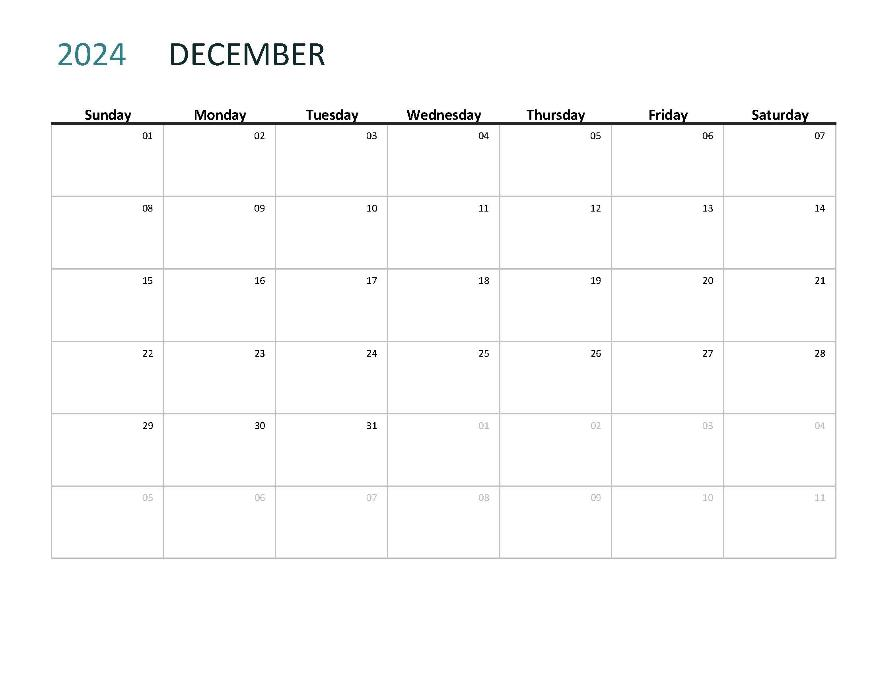 2024 DECEMBER
Sunday Monday Tuesday Wednesday Thursday Friday Saturday
01 02 03 04 05 06 07
08 09 10 11 12 13 14
15 16 17 18 19 20 21
22 23 24 25 26 27 28
29 30 31 01 02 03 04
05 06 07 08 09 10 11